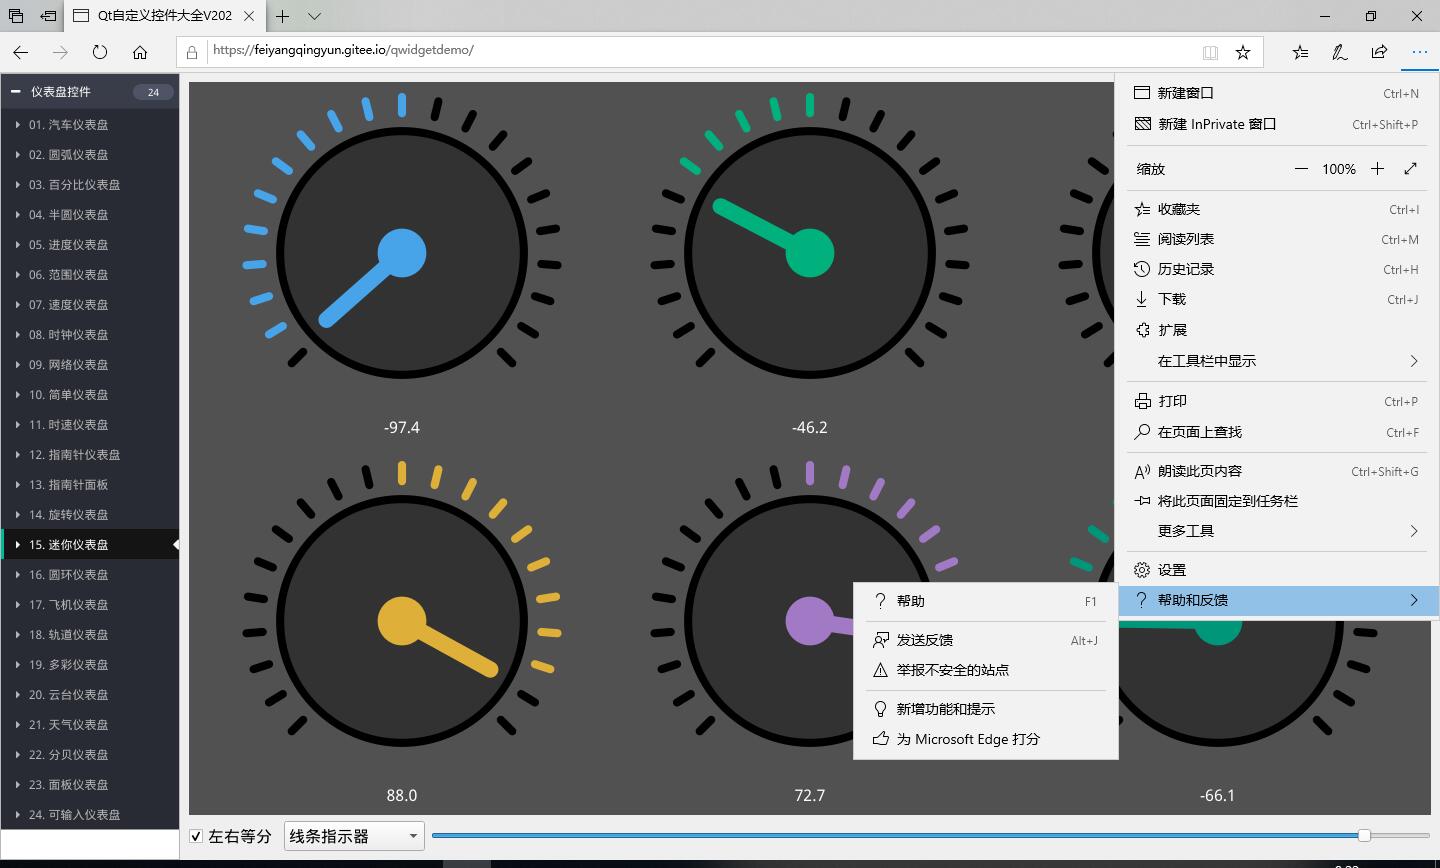 Qt自定义控件大全V202
https://feiyangqingyun.gitee.io/qwidgetdemo/
仪表盘控件 24
01. 汽车仪表盘
02. 圆弧仪表盘
03. 百分比仪表盘
04. 半圆仪表盘
05. 进度仪表盘
06. 范围仪表盘
07. 速度仪表盘
08. 时钟仪表盘
09. 网络仪表盘
10. 简单仪表盘
11. 时速仪表盘
12. 指南针仪表盘
13. 指南针面板
14. 旋转仪表盘
15. 迷你仪表盘
16. 圆环仪表盘
17. 飞机仪表盘
18. 轨道仪表盘
19. 多彩仪表盘
20. 云台仪表盘
21. 天气仪表盘
22. 分贝仪表盘
23. 面板仪表盘
24. 可输入仪表盘
-97.4
-46.2
88.0
72.7
-66.1
左右等分
线条指示器
新建窗口 Ctrl+N
新建 InPrivate 窗口 Ctrl+Shift+P
缩放 100%
收藏夹 Ctrl+I
阅读列表 Ctrl+M
历史记录 Ctrl+H
下载 Ctrl+J
扩展
在工具栏中显示
打印 Ctrl+P
在页面上查找 Ctrl+F
朗读此页内容 Ctrl+Shift+G
将此页面固定到任务栏
更多工具
设置
帮助和反馈
帮助 F1
发送反馈 Alt+J
举报不安全的站点
新增功能和提示
为 Microsoft Edge 打分